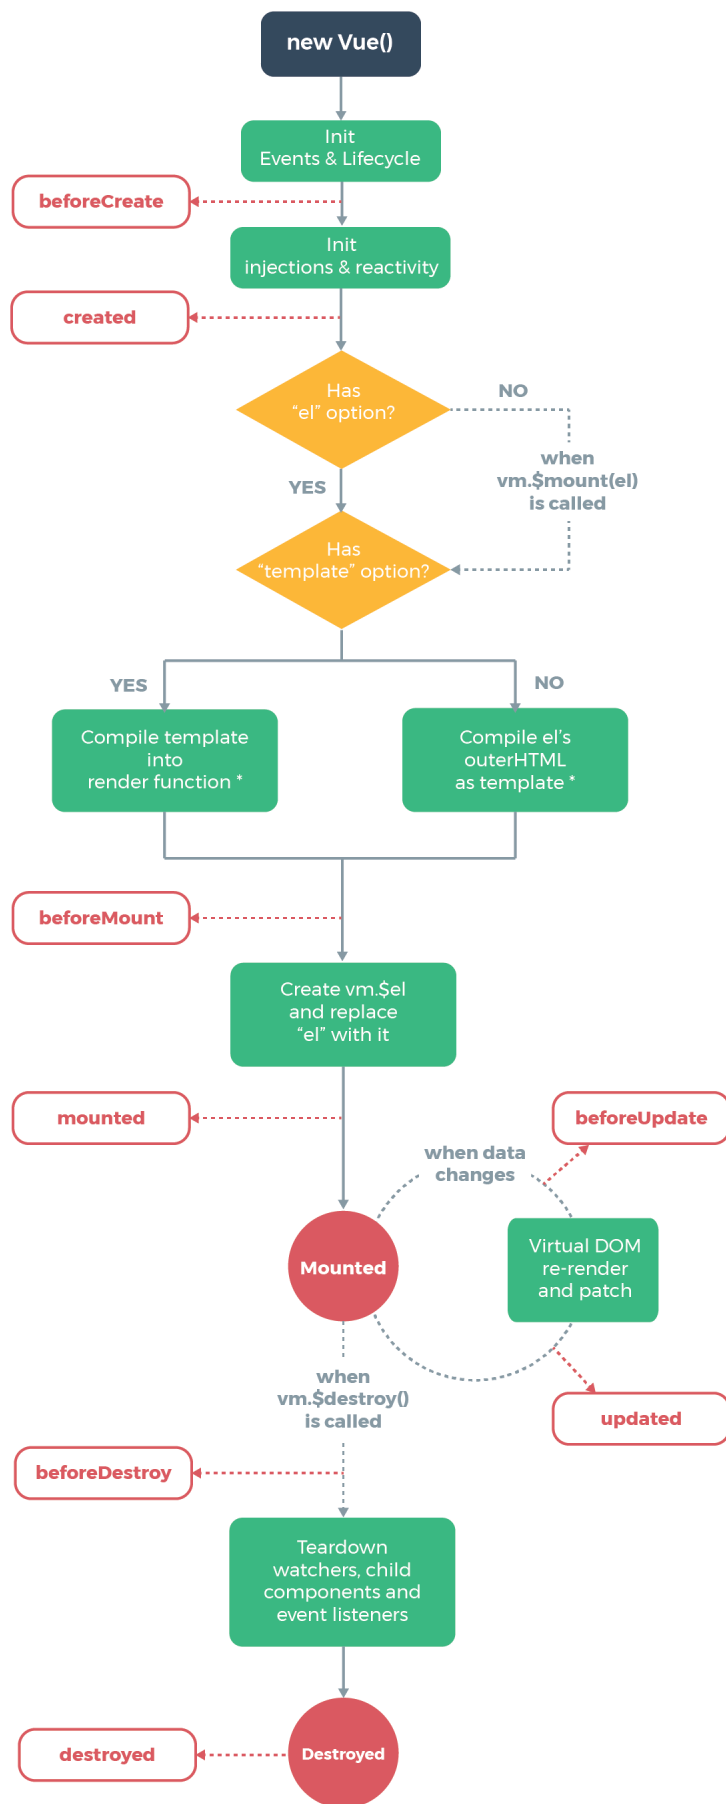 new Vue()
Init
Events & Lifecycle
beforeCreate
Init
injections & reactivity
created
Has
“el” option?
NO
when
vm.$mount(el)
is called
YES
Has
“template” option?
YES
NO
Compile template
into
render function *
Compile el’s
outerHTML
as template *
beforeMount
Create vm.$el
and replace
“el” with it
mounted
beforeUpdate
when data
changes
Mounted
Virtual DOM
re-render
and patch
when
vm.$destroy()
is called
updated
beforeDestroy
Teardown
watchers, child
components and
event listeners
destroyed
Destroyed